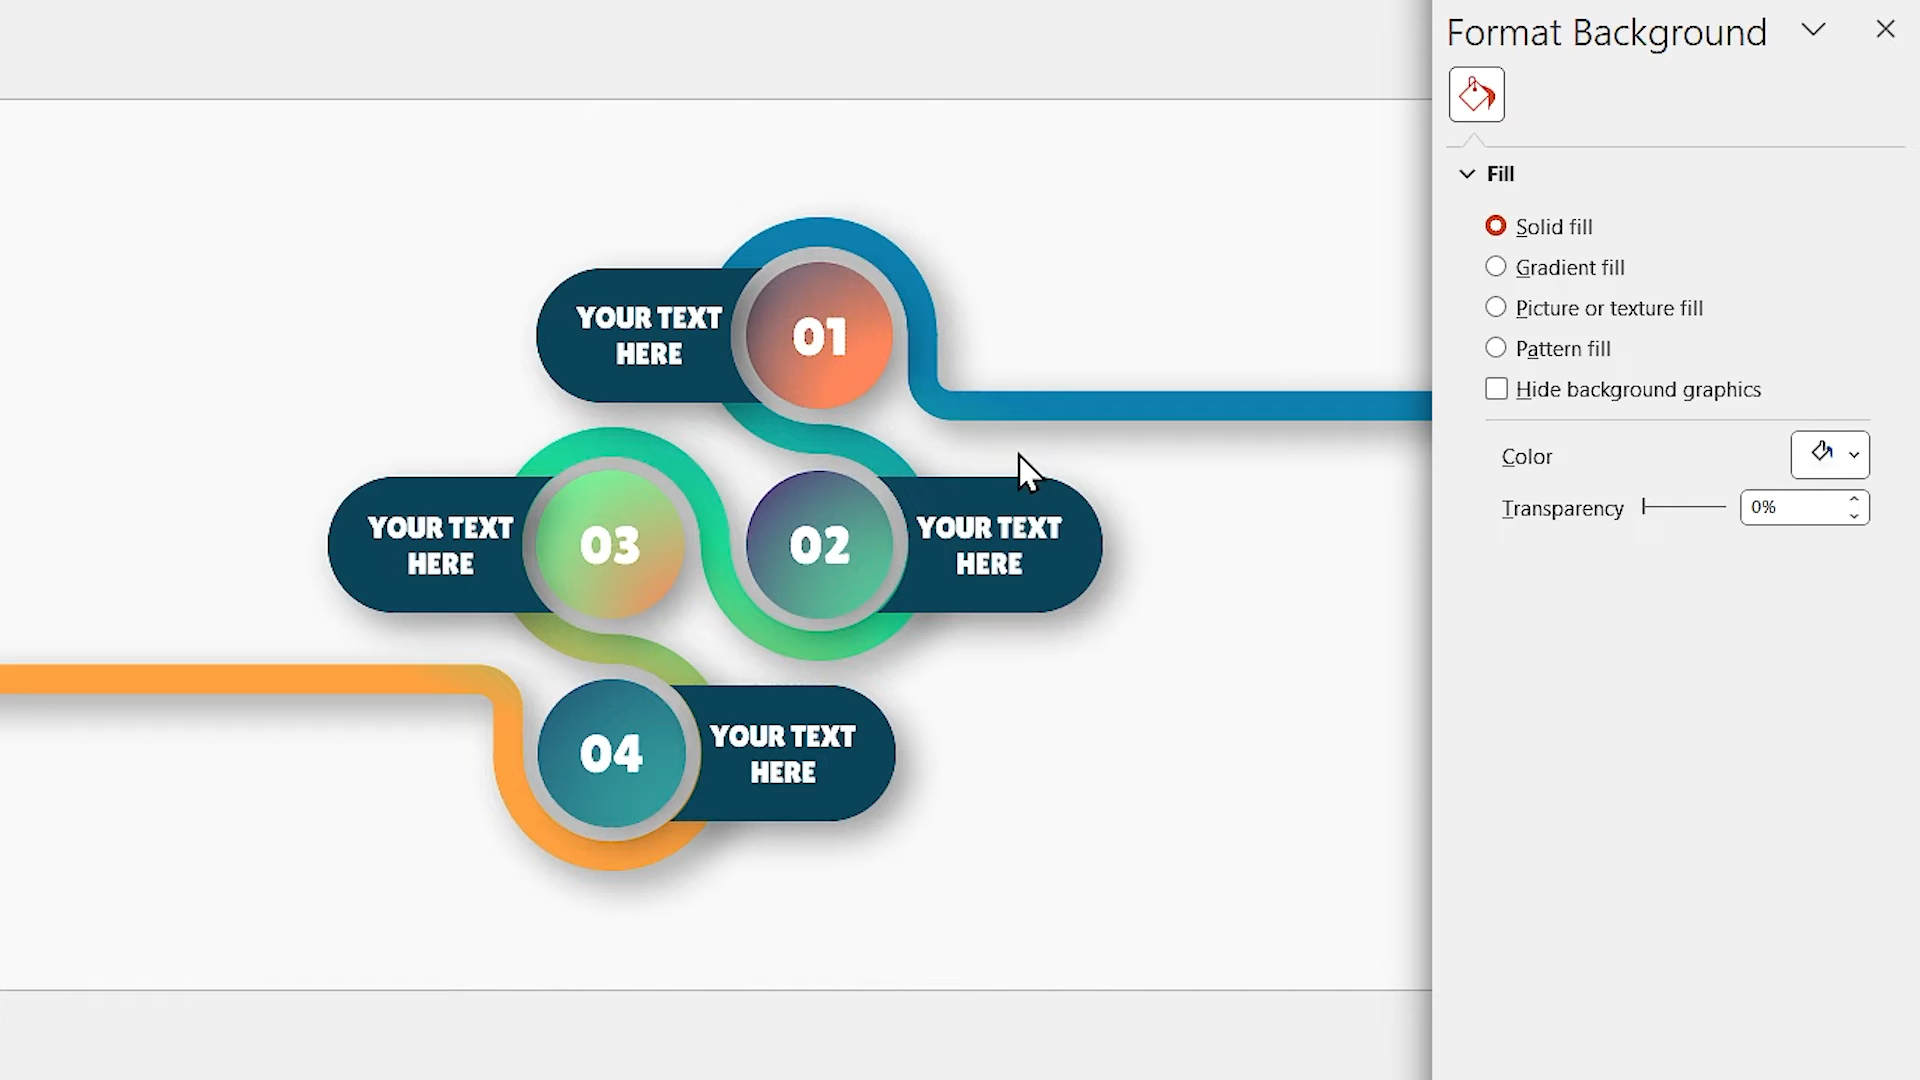 Format Background
Fill
Solid fill
Gradient fill
Picture or texture fill
Pattern fill
Hide background graphics
Color
Transparency 0%
YOUR TEXT
HERE
01
03
YOUR TEXT
HERE
02
YOUR TEXT
HERE
04
YOUR TEXT
HERE